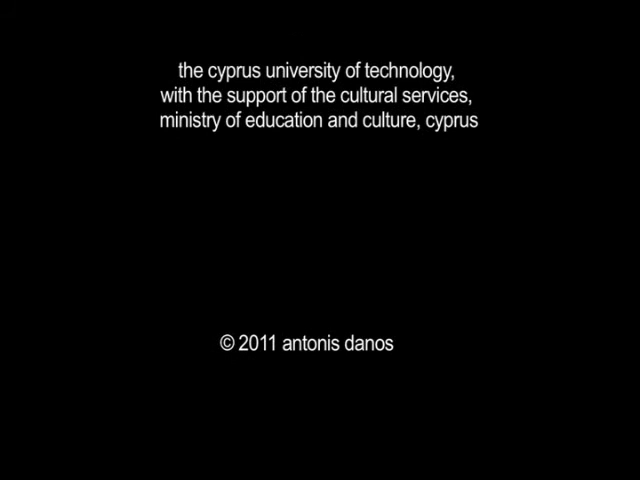 the cyprus university of technology,
with the support of the cultural services,
ministry of education and culture, cyprus
© 2011 antonis danos